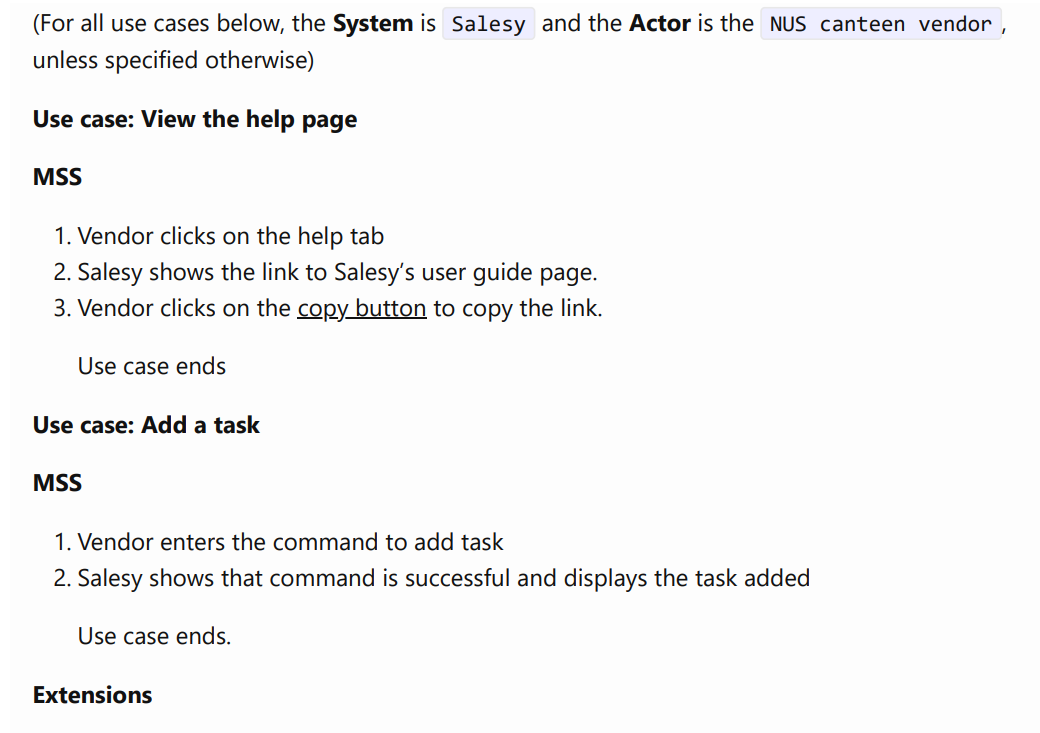 (For all use cases below, the System is Salesy and the Actor is the NUS canteen vendor,
unless specified otherwise)
Use case: View the help page
MSS
1. Vendor clicks on the help tab
2. Salesy shows the link to Salesy's user guide page.
3. Vendor clicks on the copy button to copy the link.
Use case ends
Use case: Add a task
MSS
1. Vendor enters the command to add task
2. Salesy shows that command is successful and displays the task added
Use case ends.
Extensions